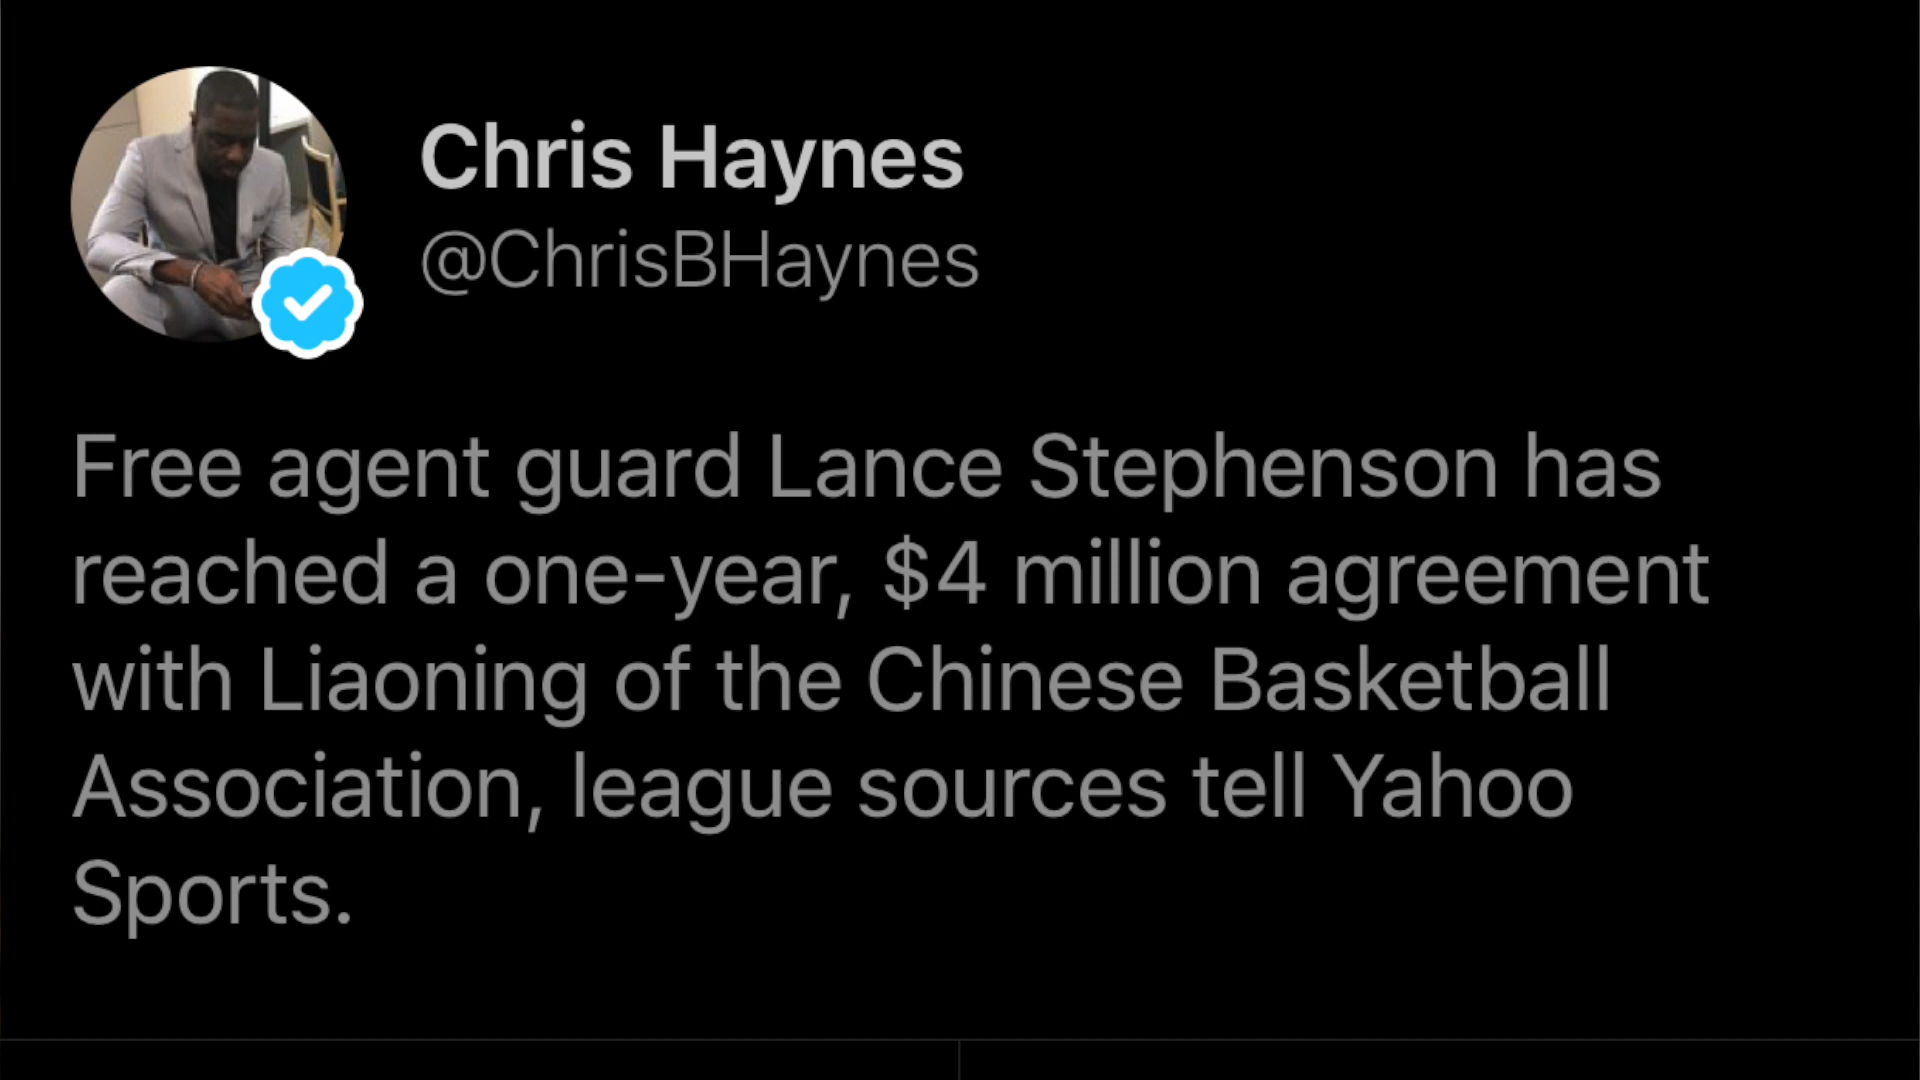 Chris Haynes
@ChrisBHaynes
Free agent guard Lance Stephenson has
reached a one-year, $4 million agreement
with Liaoning of the Chinese Basketball
Association, league sources tell Yahoo
Sports.